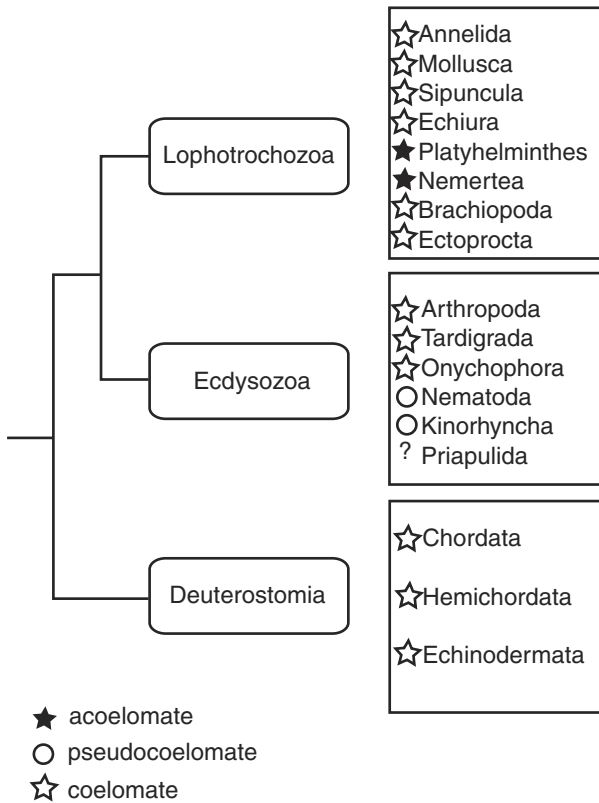 Annelida
Mollusca
Sipuncula
Echiura
Platyhelminthes
Nemertea
Brachiopoda
Ectoprocta
Lophotrochozoa
Arthropoda
Tardigrada
Onychophora
Nematoda
Kinorhyncha
? Priapulida
Ecdysozoa
Chordata
Hemichordata
Echinodermata
Deuterostomia
acoelomate
pseudocoelomate
coelomate